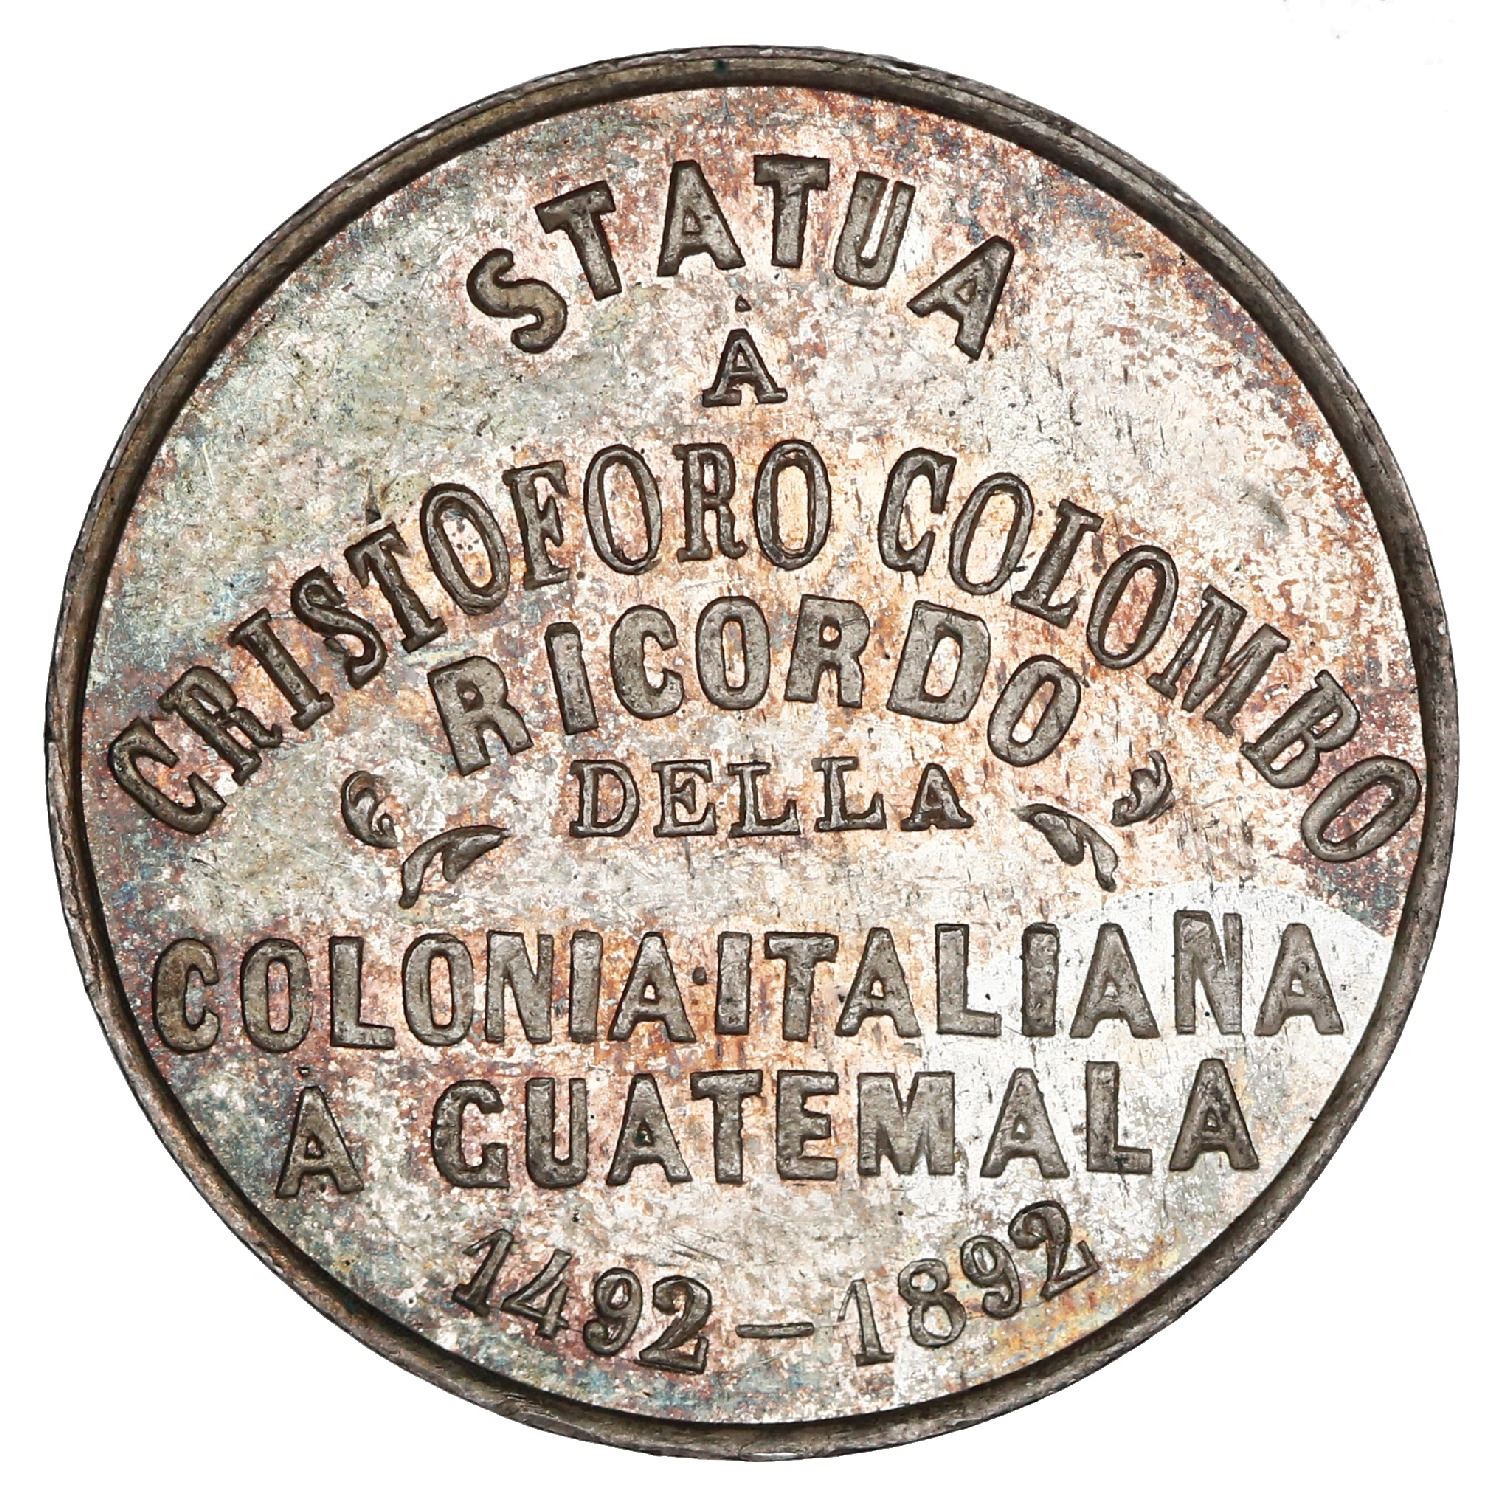 STATUA
À
CRISTOFORO COLOMBO
RICORDO
DELLA
COLONIA·ITALIANA
À GUATEMALA
1492—1892